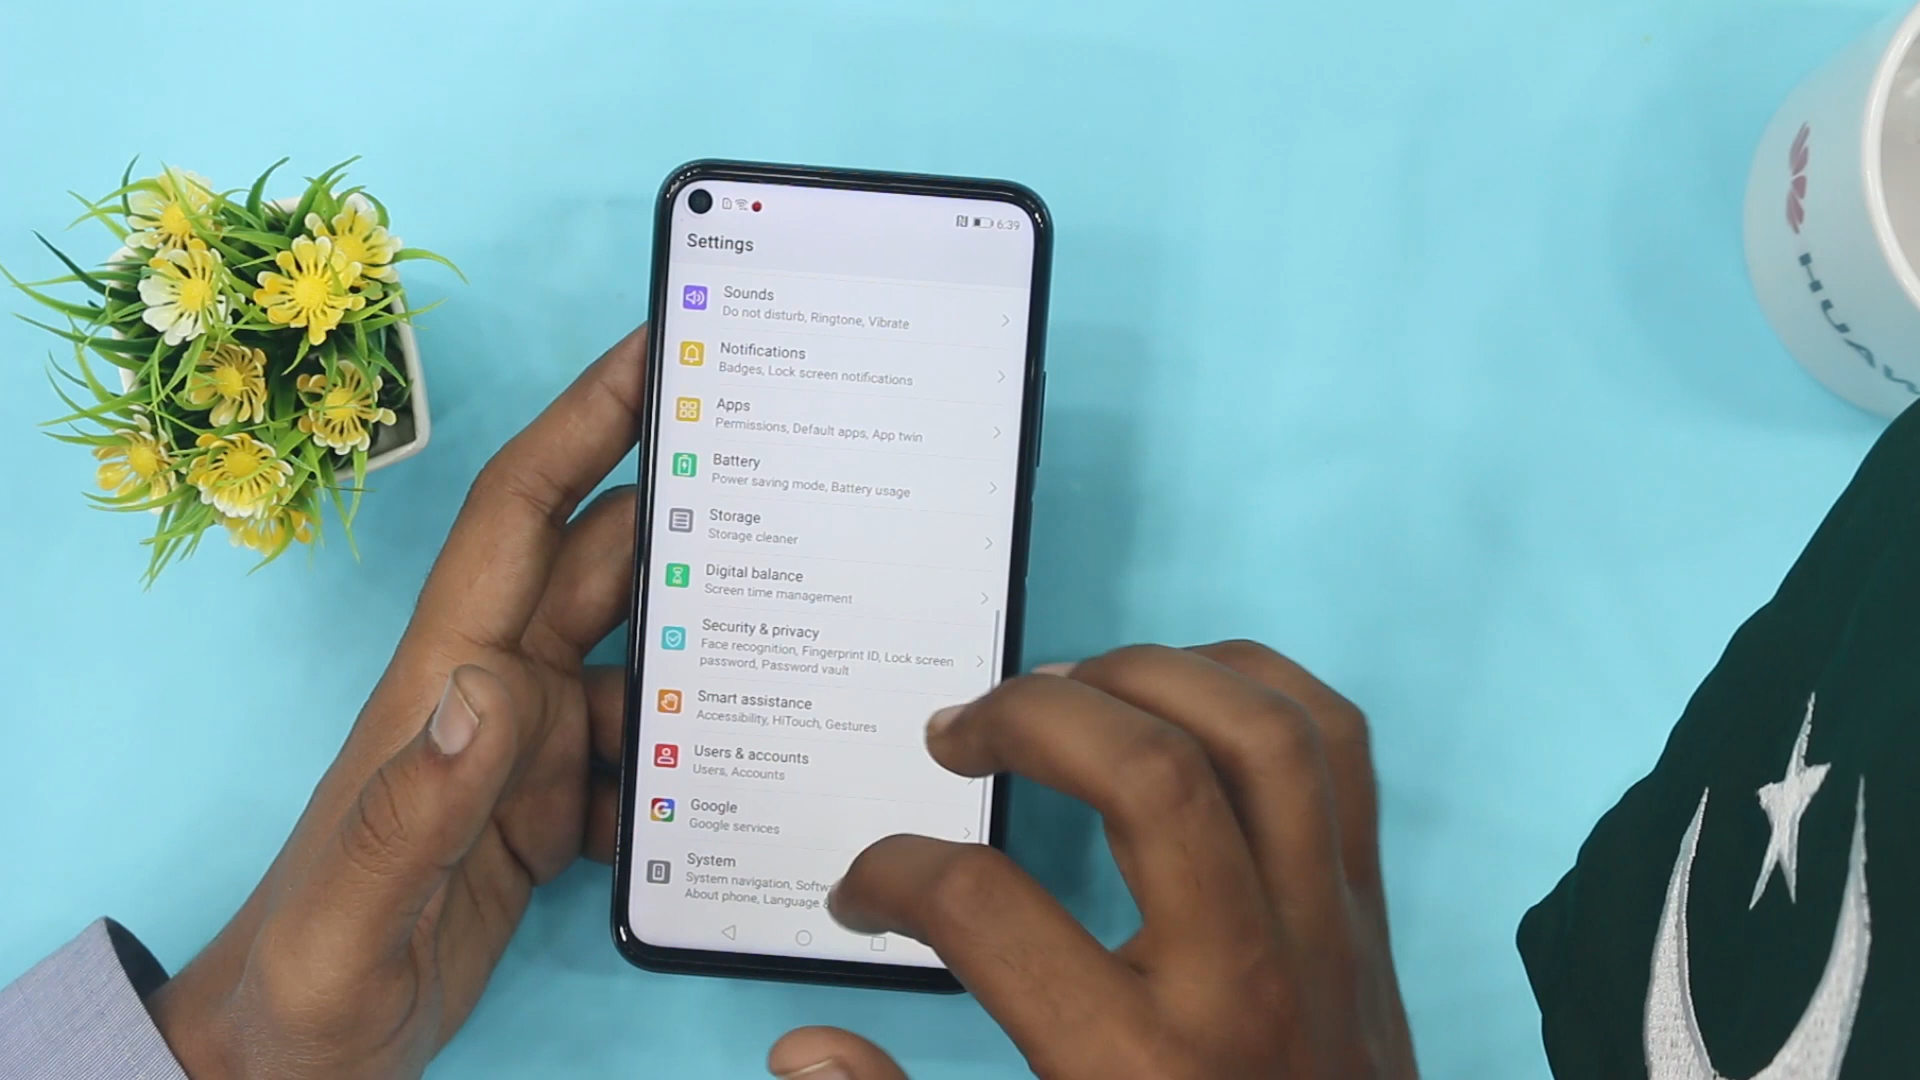 6:39
Settings
Sounds
Do not disturb, Ringtone, Vibrate
Notifications
Badges, Lock screen notifications
Apps
Permissions, Default apps, App twin
Battery
Power saving mode, Battery usage
Storage
Storage cleaner
Digital balance
Screen time management
Security & privacy
Face recognition, Fingerprint ID, Lock screen
password, Password vault
Smart assistance
Accessibility, HiTouch, Gestures
Users & accounts
Users, Accounts
Google
Google services
System
System navigation,
About phone, Language &
HUAW